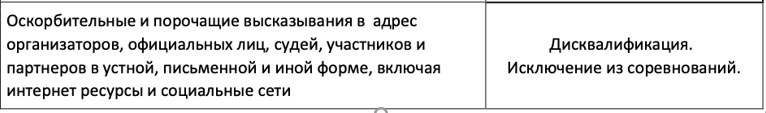 Оскорбительные и порочащие высказывания в адрес
организаторов, официальных лиц, судей, участников и
партнеров в устной, письменной и иной форме, включая
интернет ресурсы и социальные сети
Дисквалификация.
Исключение из соревнований.